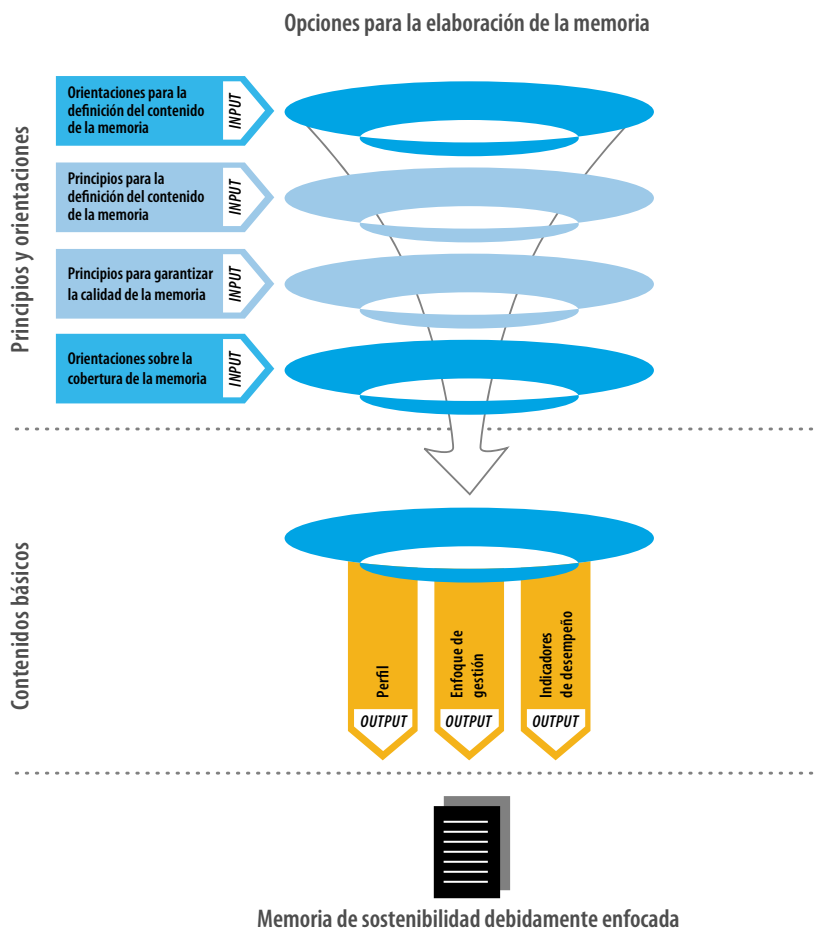 Opciones para la elaboración de la memoria
Principios y orientaciones
Orientaciones para la
definición del contenido
de la memoria
INPUT
Principios para la
definición del contenido
de la memoria
INPUT
Principios para garantizar
la calidad de la memoria
INPUT
Orientaciones sobre la
cobertura de la memoria
INPUT
Contenidos básicos
Perfil
OUTPUT
Enfoque de
gestión
OUTPUT
Indicadores
de desempeño
OUTPUT
Memoria de sostenibilidad debidamente enfocada